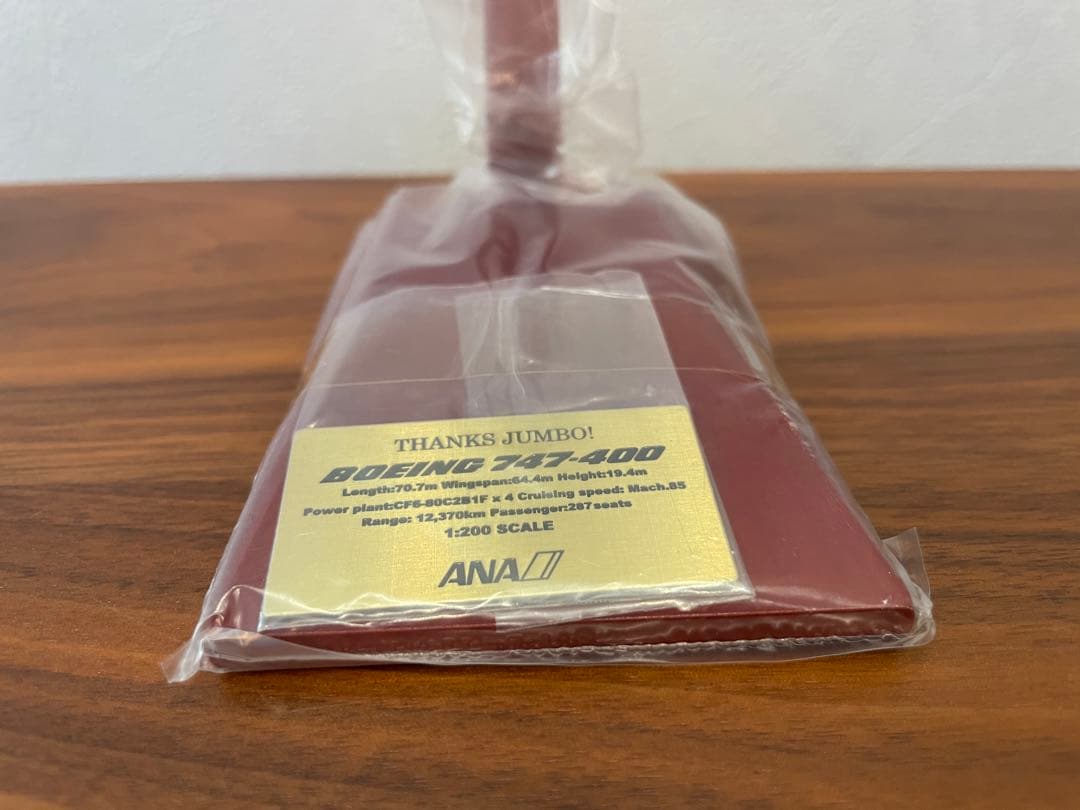 THANKS JUMBO!
BOEING 747-400
Length:70.7m Wingspan:64.4m Height:19.4m
Power plant:CF6-80C2B1F x 4 Cruising speed: Mach.85
Range: 12,370km Passenger:287seats
1:200 SCALE
ANA